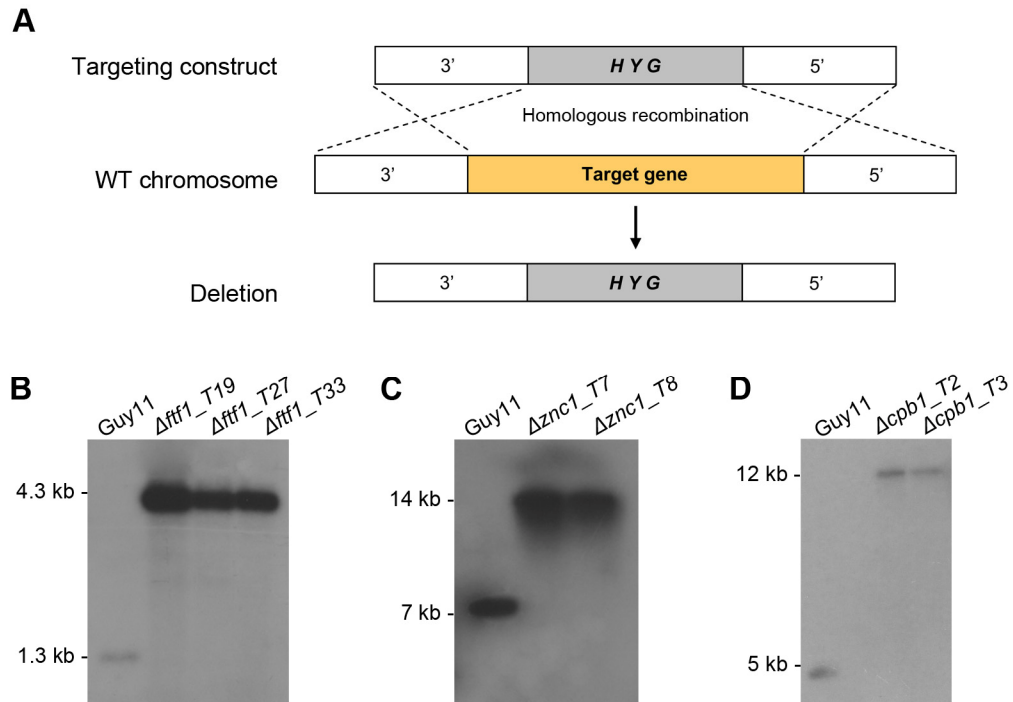 A
Targeting construct
3’ H Y G 5’
Homologous recombination
WT chromosome
3’ Target gene 5’
Deletion
3’ H Y G 5’
B
Guy11 Δftf1_T19 Δftf1_T27 Δftf1_T33
4.3 kb
1.3 kb
C
Guy11 Δznc1_T7 Δznc1_T8
14 kb
7 kb
D
Guy11 Δcpb1_T2 Δcpb1_T3
12 kb
5 kb